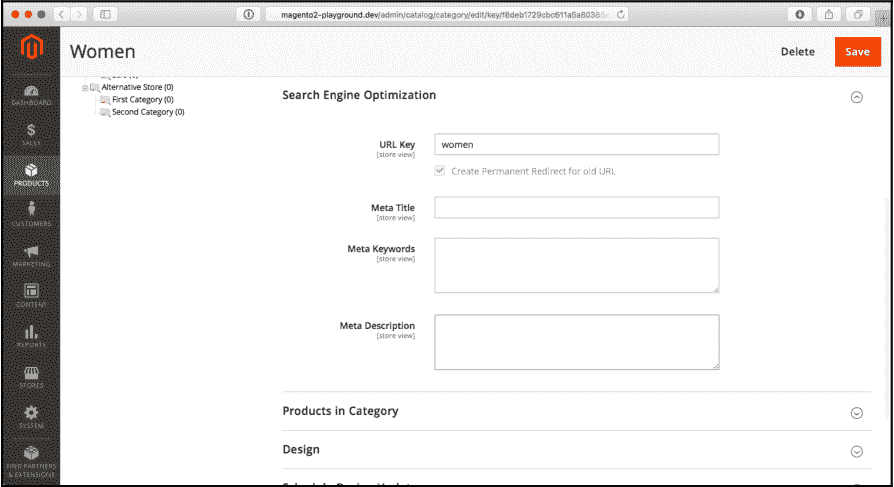 magento2-playground.dev/admin/catalog/category/edit/key/f8deb1729cbc611a5a8036
Women
Delete
Save
Alternative Store (0)
First Category (0)
Second Category (0)
DASHBOARD
$
SALES
PRODUCTS
CUSTOMERS
MARKETING
CONTENT
REPORTS
STORES
SYSTEM
FIND PARTNERS
& EXTENSIONS
Search Engine Optimization
URL Key
[store view]
women
Create Permanent Redirect for old URL
Meta Title
[store view]
Meta Keywords
[store view]
Meta Description
[store view]
Products in Category
Design